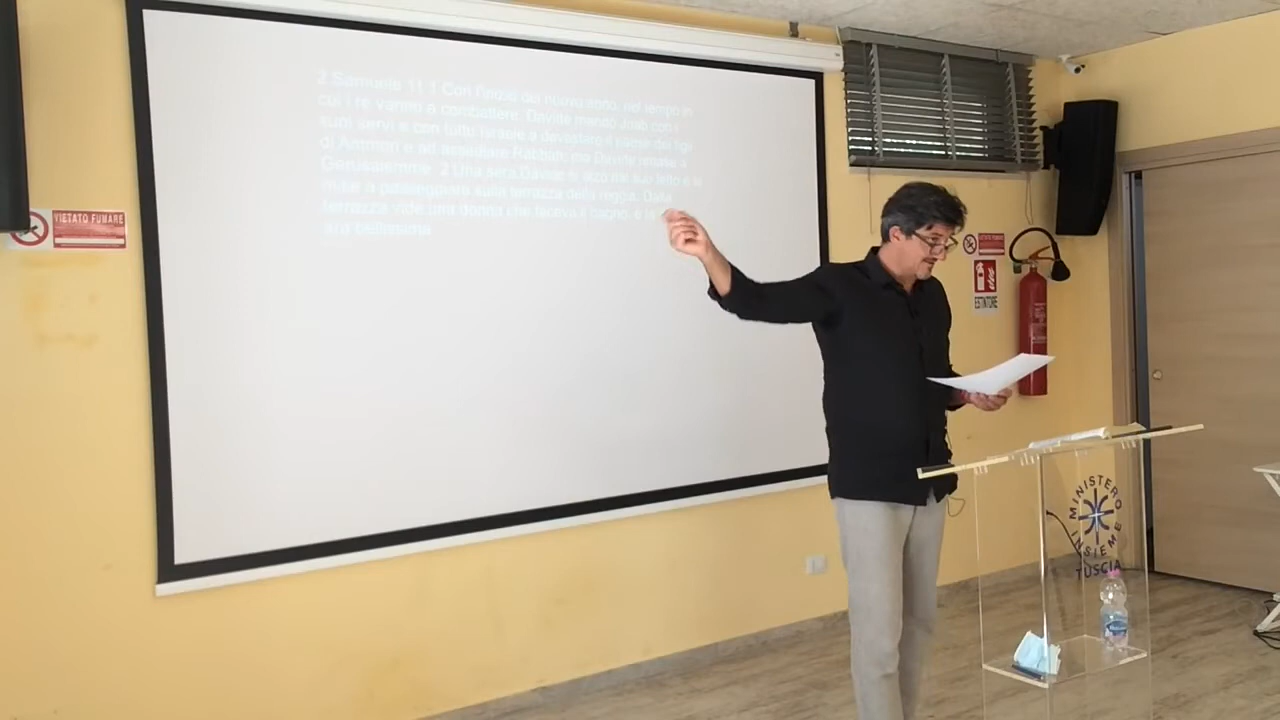 2 Samuele 11:1 Con l'inizio del nuovo anno, nel tempo in
cui i re vanno a combattere, Davide mandò Joab con i
suoi servi e con tutto Israele a devastare il paese dei figli
di Ammon e ad assediare Rabbah; ma Davide rimase a
Gerusalemme. 2 Una sera Davide si alzò dal suo letto e si
mise a passeggiare sulla terrazza della reggia. Dalla
terrazza vide una donna che faceva il bagno, e la
era bellissima
VIETATO FUMARE
VIETATO FUMARE
ESTINTORE
MINISTERO
INSIEME
TUSCIA